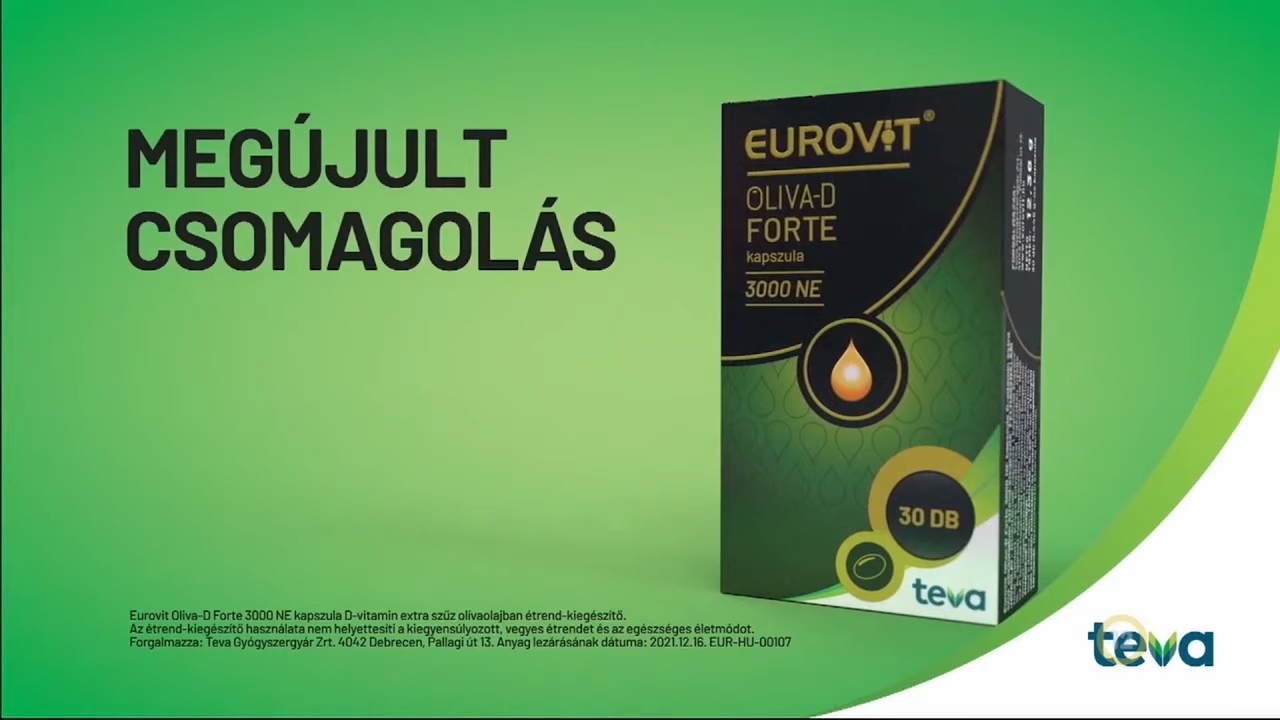 MEGÚJULT
CSOMAGOLÁS
EUROVIT®
OLIVA-D
FORTE
kapszula
3000 NE
30 DB
teva
Eurovit Oliva-D Forte 3000 NE kapszula D-vitamin extra szűz olivaolajban étrend-kiegészítő.
Az étrend-kiegészítő használata nem helyettesíti a kiegyensúlyozott, vegyes étrendet és az egészséges életmódot.
Forgalmazza: Teva Gyógyszergyár Zrt. 4042 Debrecen, Pallagi út 13. Anyag lezárásának dátuma: 2021.12.16. EUR-HU-00107
teva